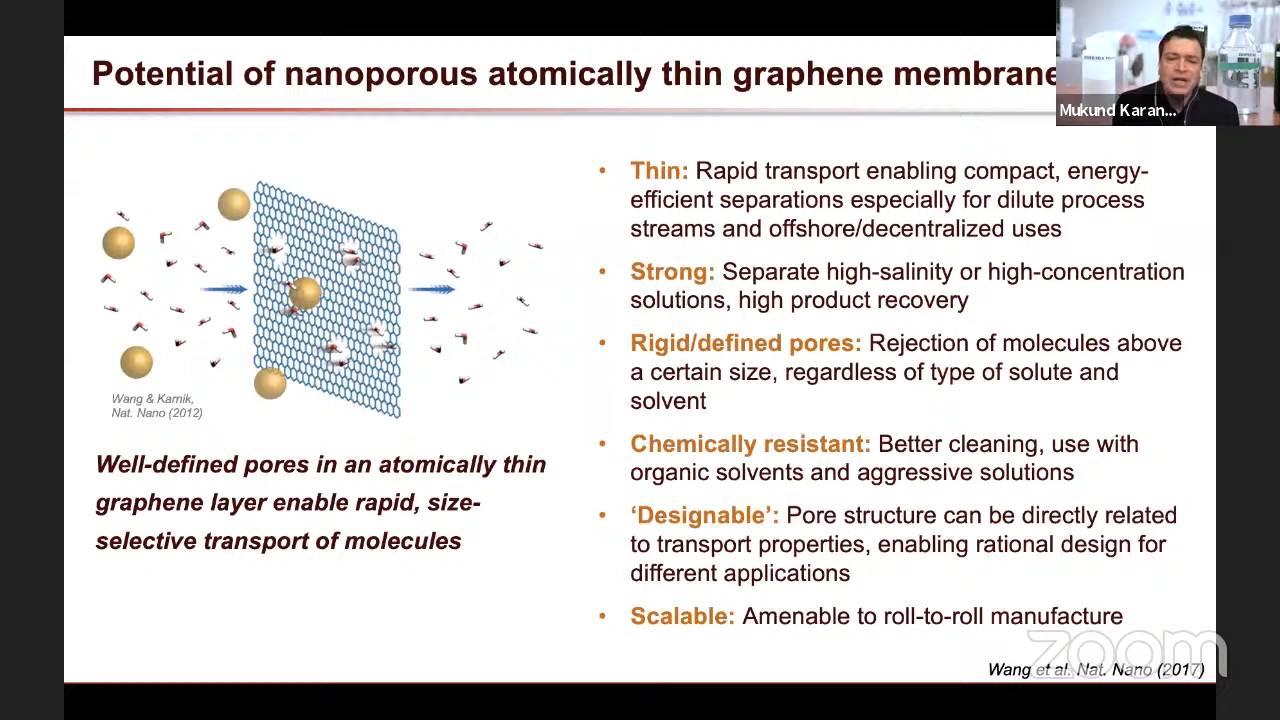 Potential of nanoporous atomically thin graphene membrane
Mukund Karan...
• Thin: Rapid transport enabling compact, energy-
efficient separations especially for dilute process
streams and offshore/decentralized uses
• Strong: Separate high-salinity or high-concentration
solutions, high product recovery
• Rigid/defined pores: Rejection of molecules above
a certain size, regardless of type of solute and
solvent
• Chemically resistant: Better cleaning, use with
organic solvents and aggressive solutions
• ‘Designable’: Pore structure can be directly related
to transport properties, enabling rational design for
different applications
• Scalable: Amenable to roll-to-roll manufacture
Wang & Karnik,
Nat. Nano (2012)
Well-defined pores in an atomically thin
graphene layer enable rapid, size-
selective transport of molecules
Wang et al. Nat. Nano (2017)
zoom